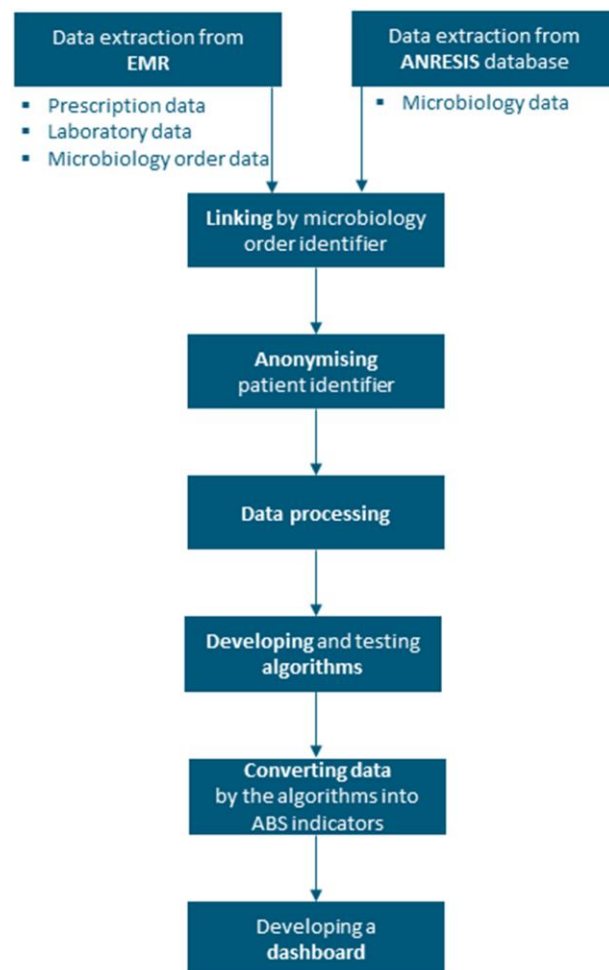 Data extraction from
EMR
▪ Prescription data
▪ Laboratory data
▪ Microbiology order data
Data extraction from
ANRESIS database
▪ Microbiology data
Linking by microbiology
order identifier
Anonymising
patient identifier
Data processing
Developing and testing
algorithms
Converting data
by the algorithms into
ABS indicators
Developing a
dashboard